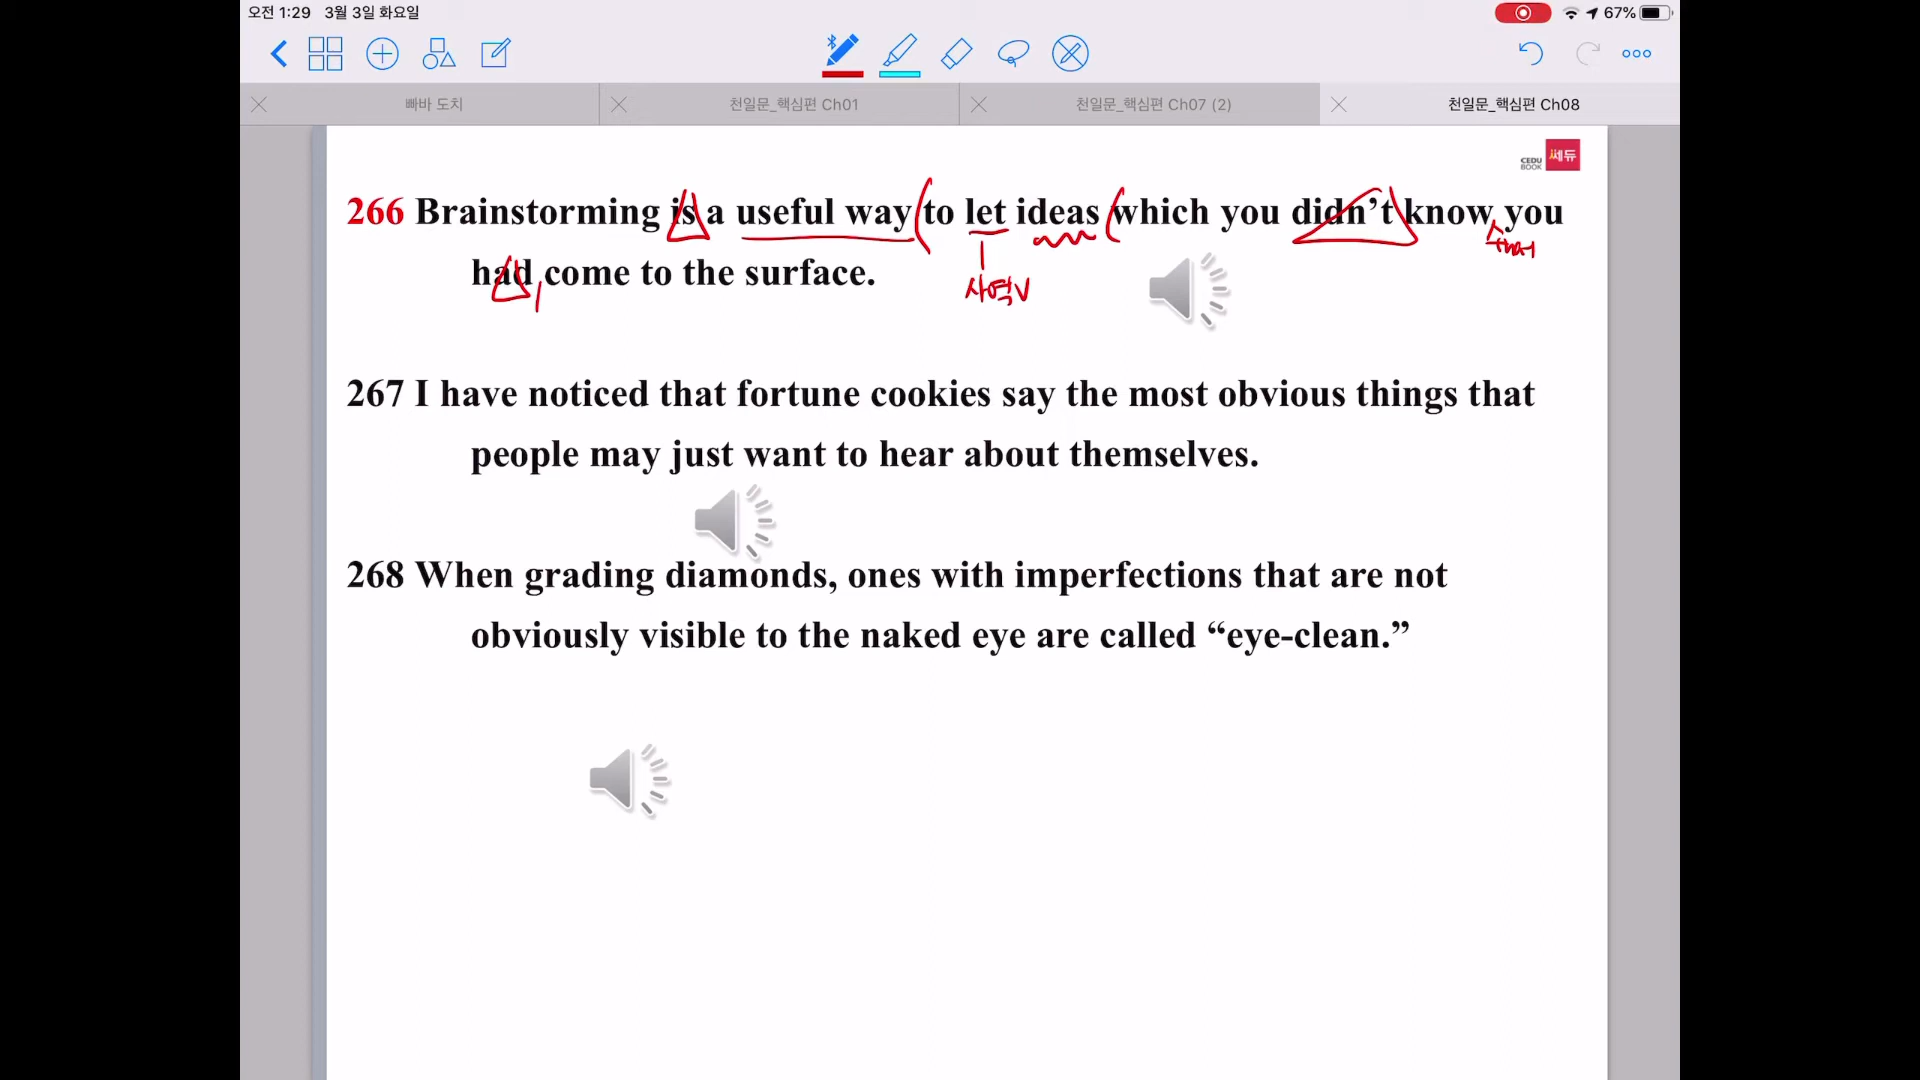 오전 1:29 3월 3일 화요일
67%
빠바 도치
천일문_핵심편 Ch01
천일문_핵심편 Ch07 (2)
천일문_핵심편 Ch08
CEDU BOOK 쎄듀
266 Brainstorming is a useful way to let ideas which you didn’t know you
had come to the surface.
사역V
267 I have noticed that fortune cookies say the most obvious things that
people may just want to hear about themselves.
268 When grading diamonds, ones with imperfections that are not
obviously visible to the naked eye are called “eye-clean.”